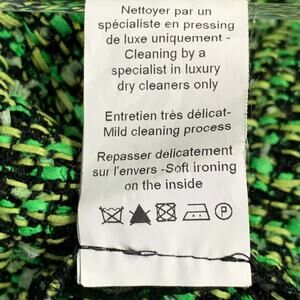 Nettoyer par un
spécialiste en pressing
de luxe uniquement -
Cleaning by a
specialist in luxury
dry cleaners only
Entretien très délicat-
Mild cleaning process
Repasser délicatement
sur l'envers -Soft ironing
on the inside
P